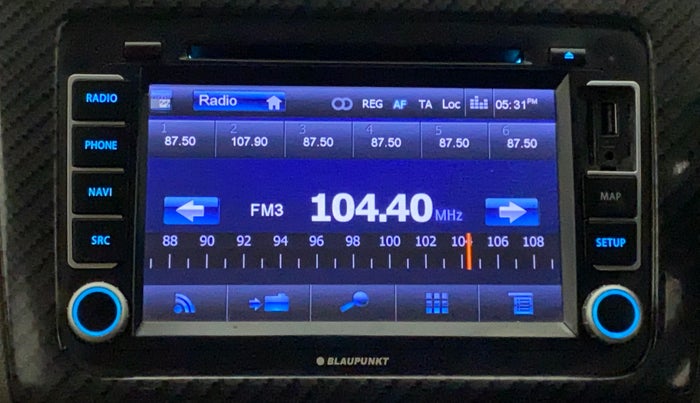 RADIO
PHONE
NAVI
SRC
Radio
REG AF TA Loc 05:31 PM
1 2 3 4 5 6
87.50 107.90 87.50 87.50 87.50 87.50
FM3 104.40 MHz
88 90 92 94 96 98 100 102 104 106 108
MAP
SETUP
BLAUPUNKT